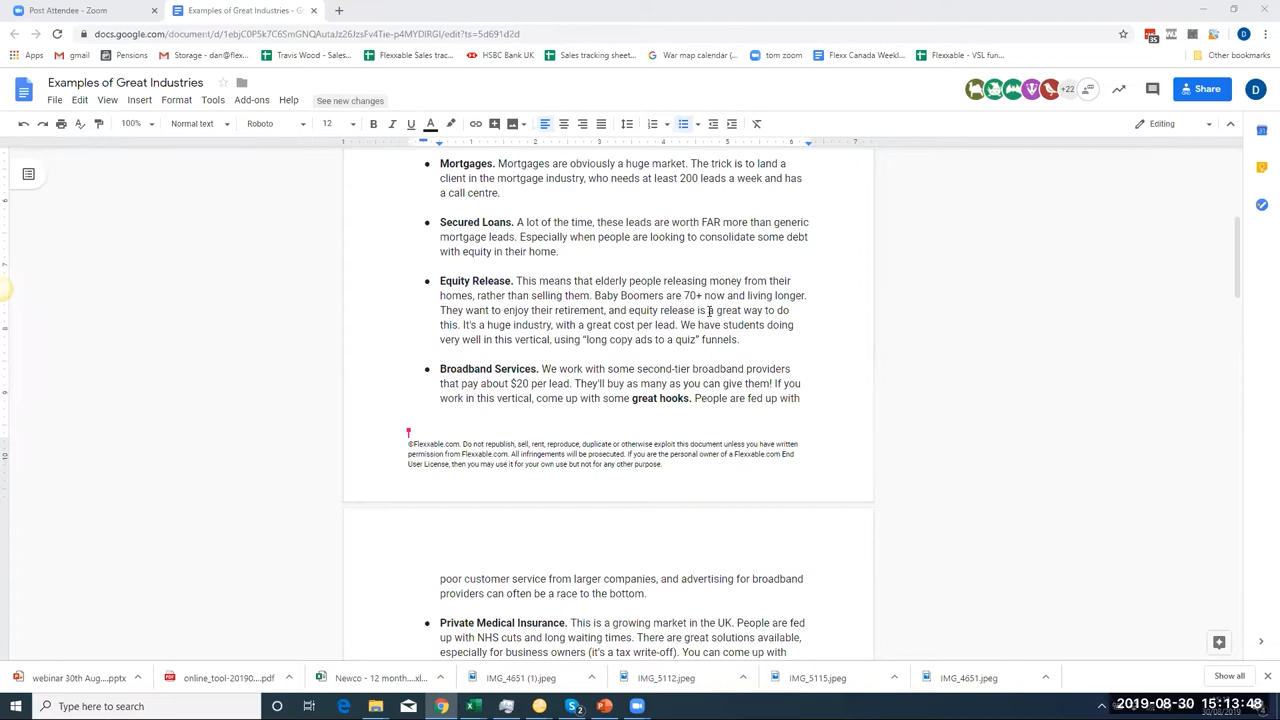 Post Attendee - Zoom
Examples of Great Industries - G
docs.google.com/document/d/1ebjC0P5k7C6SmGNQAutaJz26JzsFv4Tie-p4MYDlRGI/edit?ts=5d691d2d
Apps
gmail
Pensions
Storage - dan@flex...
Travis Wood - Sales...
Flexxable Sales trac...
HSBC Bank UK
Sales tracking sheet...
War map calendar (...
tom zoom
Flex Canada Weekl...
Flexxable - VSL fun...
Other bookmarks
Examples of Great Industries
File Edit View Insert Format Tools Add-ons Help See new changes
+22
Share
D
100% Normal text Roboto 12 Editing
Mortgages. Mortgages are obviously a huge market. The trick is to land a
client in the mortgage industry, who needs at least 200 leads a week and has
a call centre.
Secured Loans. A lot of the time, these leads are worth FAR more than generic
mortgage leads. Especially when people are looking to consolidate some debt
with equity in their home.
Equity Release. This means that elderly people releasing money from their
homes, rather than selling them. Baby Boomers are 70+ now and living longer.
They want to enjoy their retirement, and equity release is a great way to do
this. It's a huge industry, with a great cost per lead. We have students doing
very well in this vertical, using “long copy ads to a quiz” funnels.
Broadband Services. We work with some second-tier broadband providers
that pay about $20 per lead. They'll buy as many as you can give them! If you
work in this vertical, come up with some great hooks. People are fed up with
©Flexxable.com. Do not republish, sell, rent, reproduce, duplicate or otherwise exploit this document unless you have written
permission from Flexxable.com. All infringements will be prosecuted. If you are the personal owner of a Flexxable.com End
User License, then you may use it for your own use but not for any other purpose.
poor customer service from larger companies, and advertising for broadband
providers can often be a race to the bottom.
Private Medical Insurance. This is a growing market in the UK. People are fed
up with NHS cuts and long waiting times. There are great solutions available,
especially for business owners (it's a tax write-off). You can come up with
webinar 30th Aug....pptx
online_tool-20190....pdf
Newco - 12 month....xl...
IMG_4651 (1).jpeg
IMG_5112.jpeg
IMG_5115.jpeg
IMG_4651.jpeg
Show all
Type here to search
2019-08-30 15:13:48